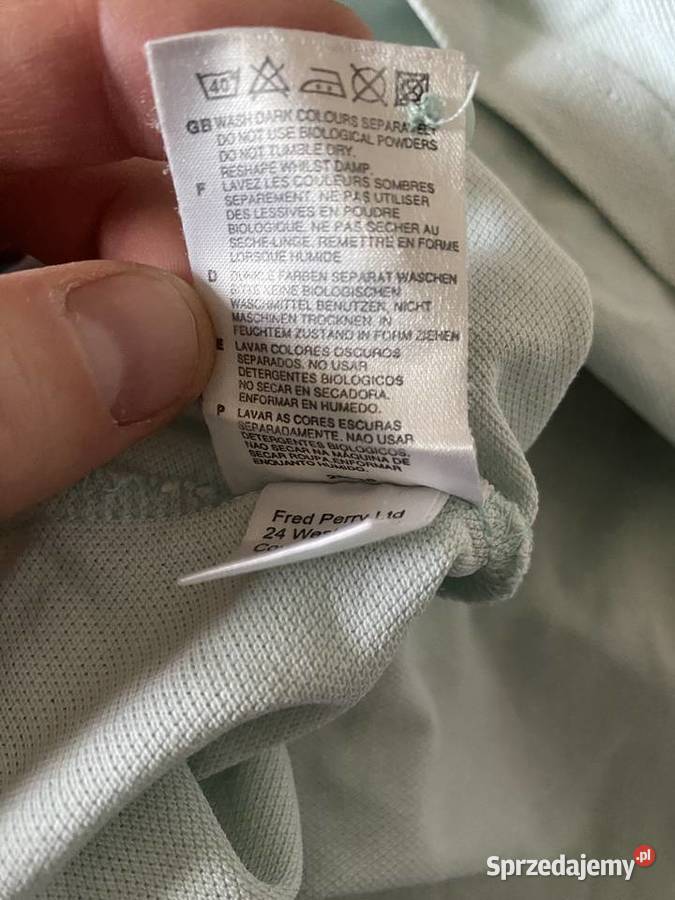 40
GB WASH DARK COLOURS SEPARATELY
DO NOT USE BIOLOGICAL POWDERS
DO NOT TUMBLE DRY.
RESHAPE WHILST DAMP.
F LAVEZ LES COULEURS SOMBRES
SEPAREMENT. NE PAS UTILISER
DES LESSIVES EN POUDRE
BIOLOGIQUE. NE PAS SECHER AU
SECHE-LINGE. REMETTRE EN FORME
LORSQUE HUMIDE
D DUNKLE FARBEN SEPARAT WASCHEN
BITTE KEINE BIOLOGISCHEN
WASCHMITTEL BENUTZEN. NICHT
MASCHINEN TROCKNEN. IN
FEUCHTEM ZUSTAND IN FORM ZIEHEN
E LAVAR COLORES OSCUROS
SEPARADOS. NO USAR
DETERGENTES BIOLOGICOS
NO SECAR EN SECADORA.
ENFORMAR EN HUMEDO.
P LAVAR AS CORES ESCURAS
SEPARADAMENTE. NAO USAR
DETERGENTES BIOLOGICOS.
NAO SECAR NA MAQUINA DE
SECAR ROUPA.ENFORMAR
ENQUANTO HUMIDO.
Fred Perry Ltd
24
Sprzedajemy.pl